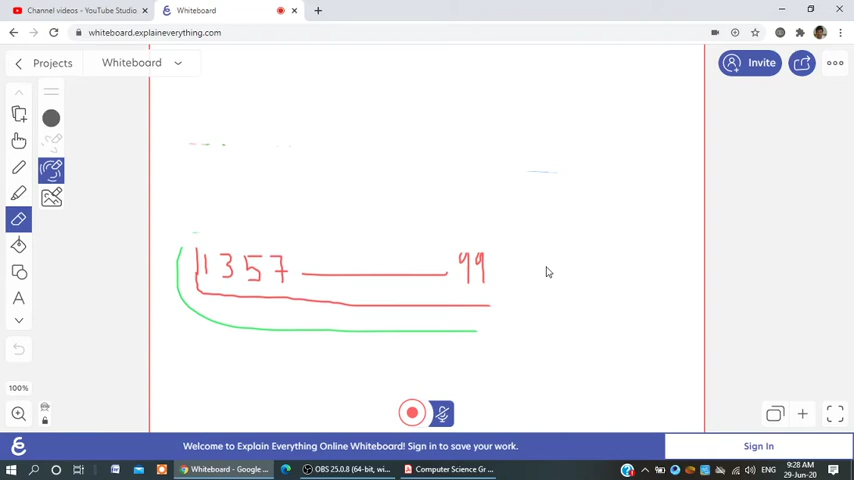 Channel videos - YouTube Studio
Whiteboard
whiteboard.explaineverything.com
Projects
Whiteboard
Invite
A
1 3 5 7 99
100%
Welcome to Explain Everything Online Whiteboard! Sign in to save your work.
Sign In
Whiteboard - Google ...
OBS 25.0.8 (64-bit, wi...
Computer Science Gr ...
ENG
9:28 AM
29-Jun-20